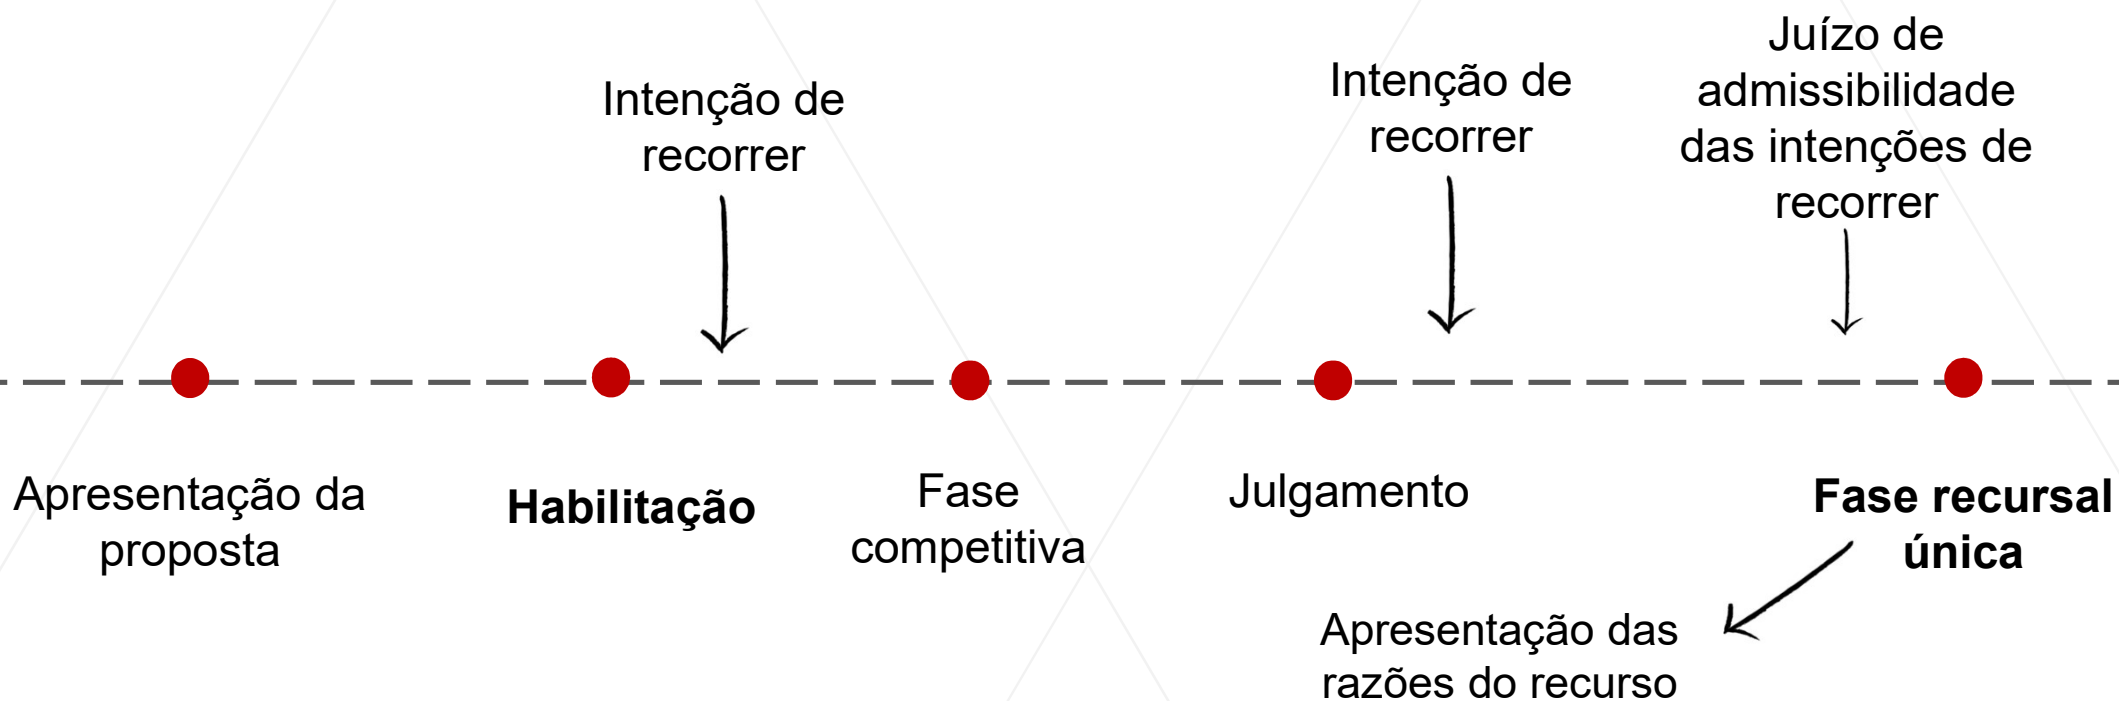 Intenção de
recorrer
Intenção de
recorrer
Juízo de
admissibilidade
das intenções de
recorrer
Apresentação da
proposta
Habilitação
Fase
competitiva
Julgamento
Fase recursal
única
Apresentação das
razões do recurso